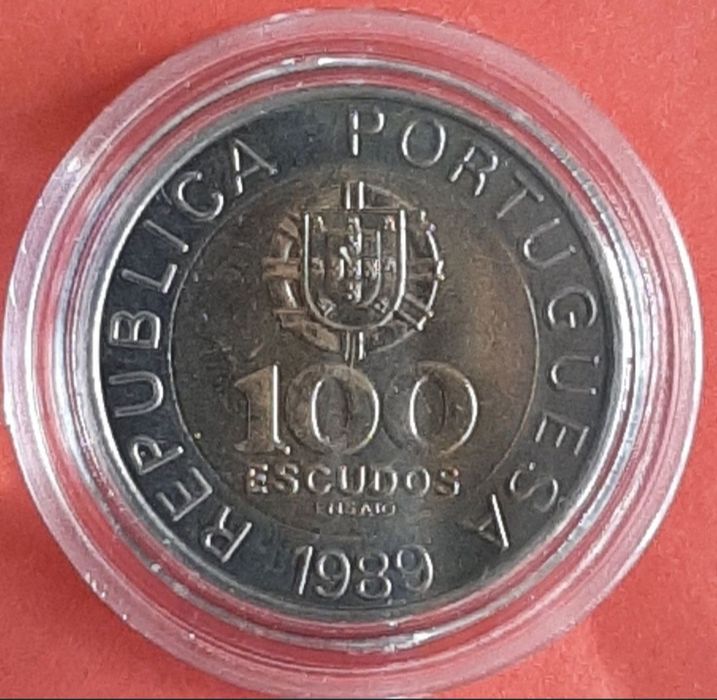 REPUBLICA PORTUGUESA
100
ESCUDOS
ENSAIO
1989